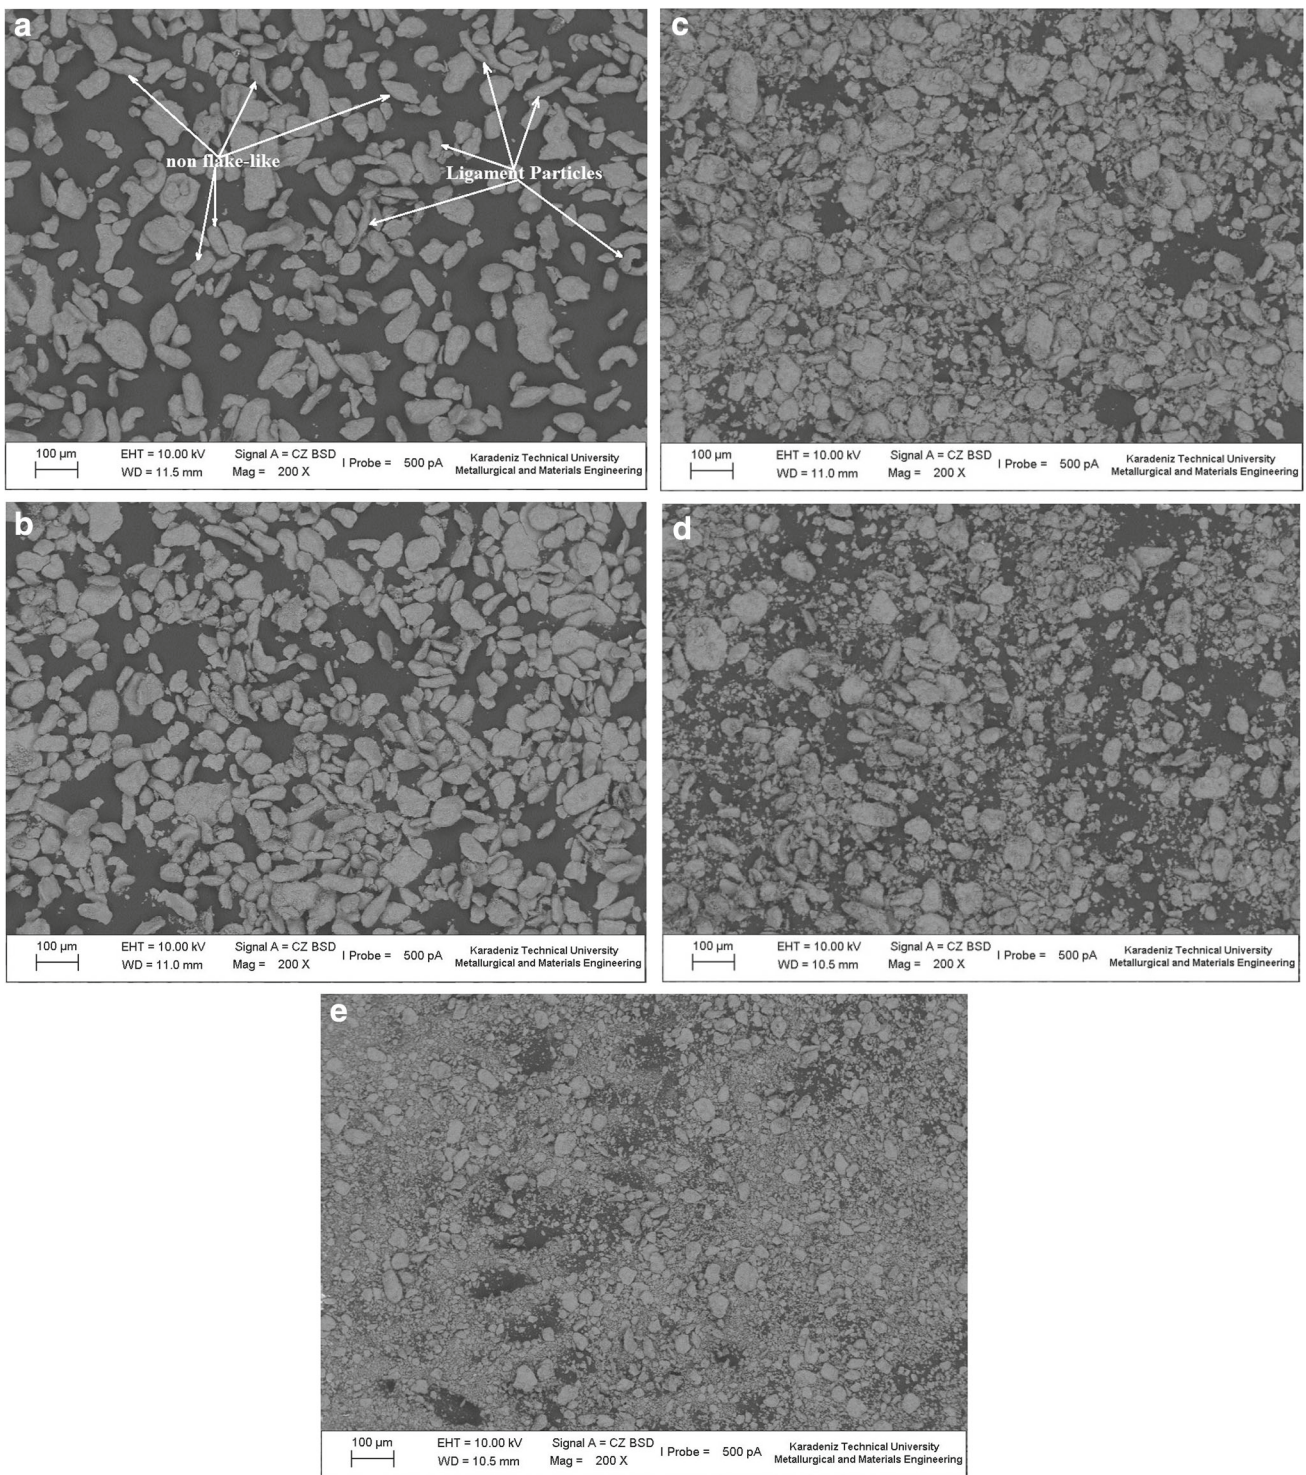 a
non flake-like
Ligament Particles
100 µm
EHT = 10.00 kV
WD = 11.5 mm
Signal A = CZ BSD
Mag = 200 X
I Probe = 500 pA
Karadeniz Technical University
Metallurgical and Materials Engineering
c
100 µm
EHT = 10.00 kV
WD = 11.0 mm
Signal A = CZ BSD
Mag = 200 X
I Probe = 500 pA
Karadeniz Technical University
Metallurgical and Materials Engineering
b
100 µm
EHT = 10.00 kV
WD = 11.0 mm
Signal A = CZ BSD
Mag = 200 X
I Probe = 500 pA
Karadeniz Technical University
Metallurgical and Materials Engineering
d
100 µm
EHT = 10.00 kV
WD = 10.5 mm
Signal A = CZ BSD
Mag = 200 X
I Probe = 500 pA
Karadeniz Technical University
Metallurgical and Materials Engineering
e
100 µm
EHT = 10.00 kV
WD = 10.5 mm
Signal A = CZ BSD
Mag = 200 X
I Probe = 500 pA
Karadeniz Technical University
Metallurgical and Materials Engineering